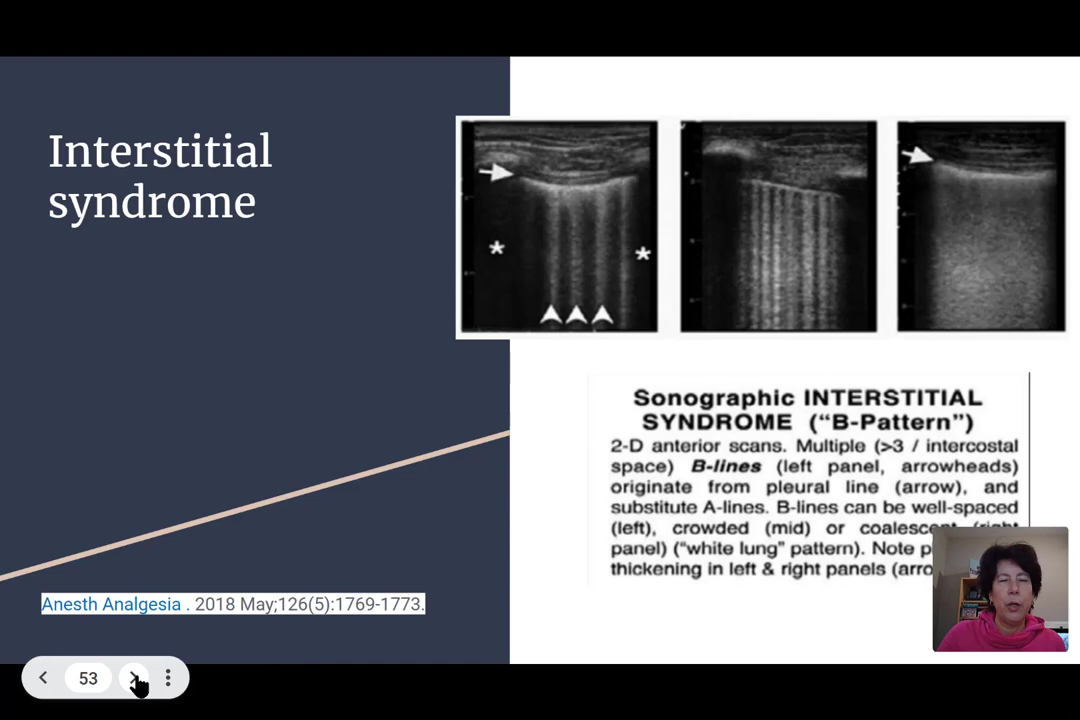 Interstitial
syndrome
* *
Sonographic INTERSTITIAL
SYNDROME ("B-Pattern")
2-D anterior scans. Multiple (>3 / intercostal
space) B-lines (left panel, arrowheads)
originate from pleural line (arrow), and
substitute A-lines. B-lines can be well-spaced
(left), crowded (mid) or coalescent (right
panel) ("white lung" pattern). Note
thickening in left & right panels
Anesth Analgesia . 2018 May;126(5):1769-1773.
53